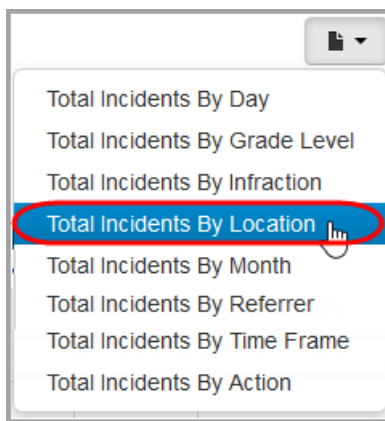 Total Incidents By Day
Total Incidents By Grade Level
Total Incidents By Infraction
Total Incidents By Location
Total Incidents By Month
Total Incidents By Referrer
Total Incidents By Time Frame
Total Incidents By Action